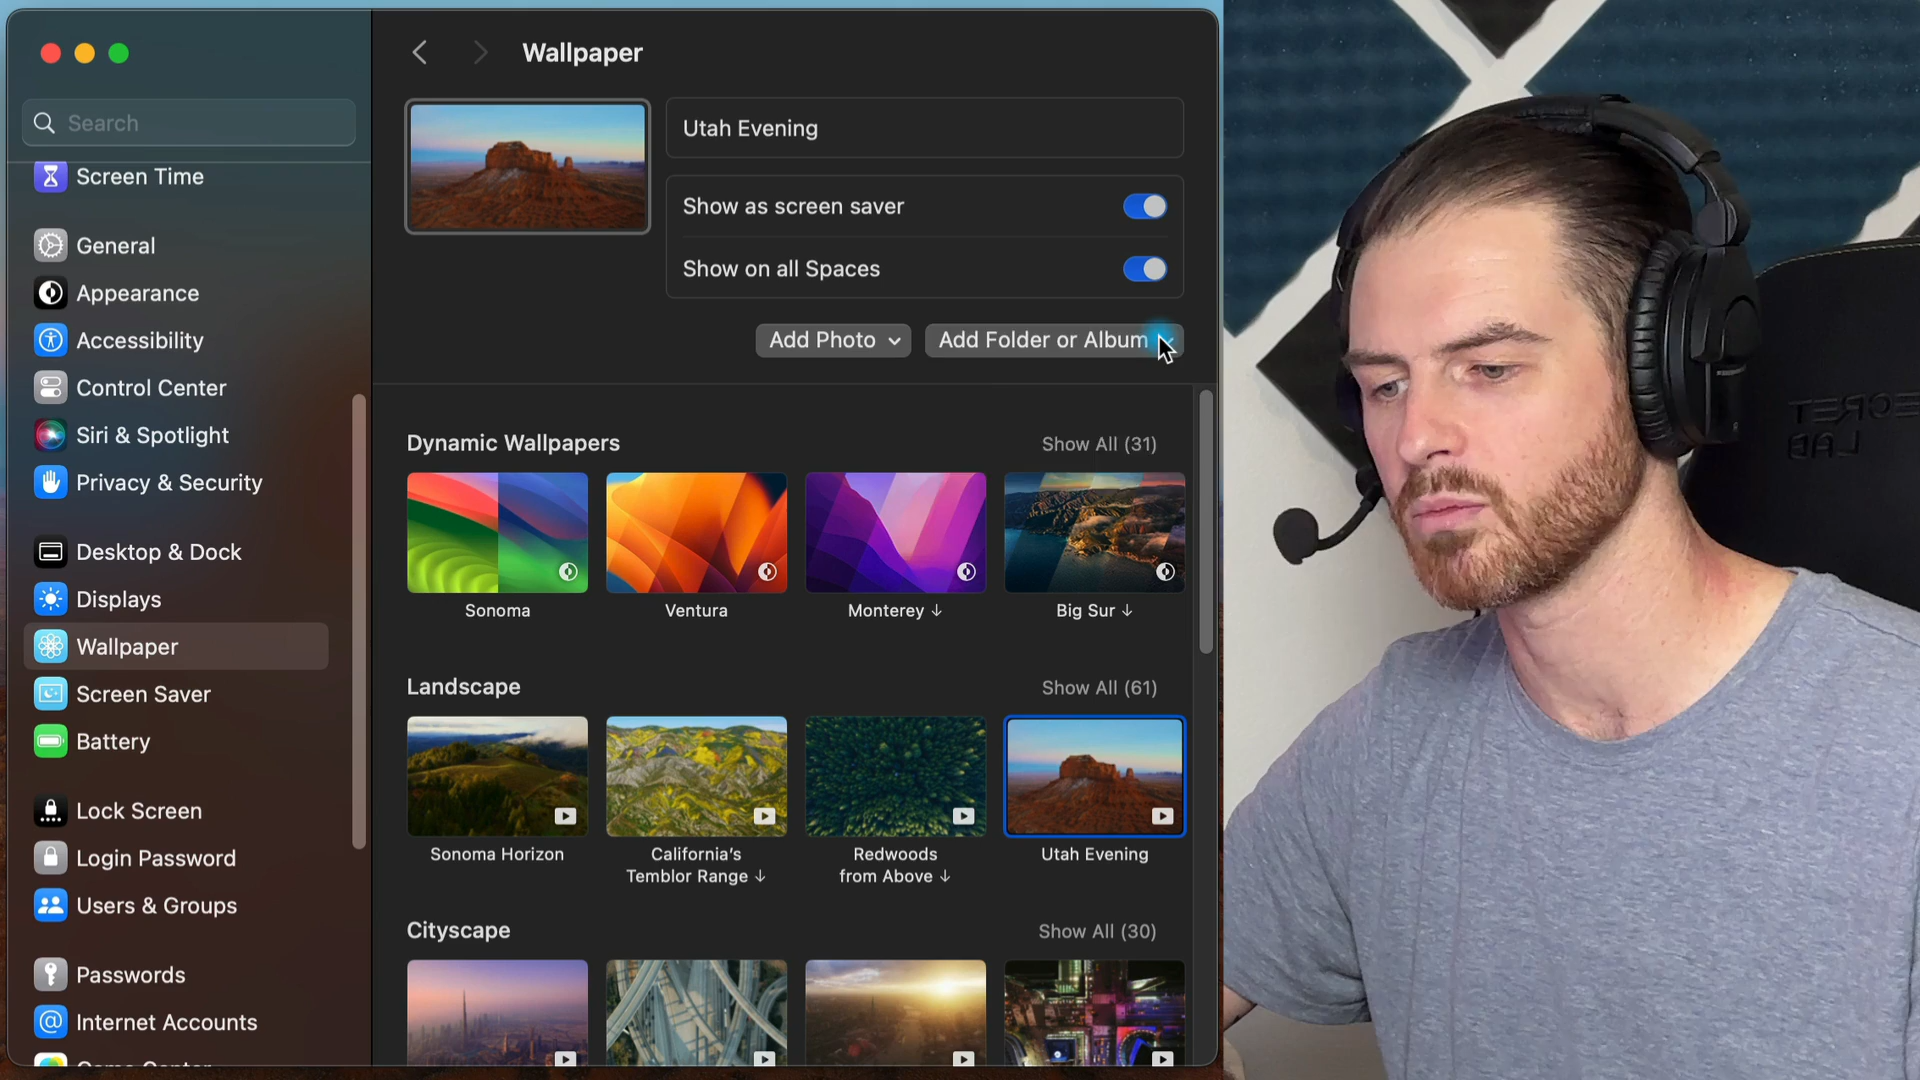 Wallpaper
Search
Screen Time
General
Appearance
Accessibility
Control Center
Siri & Spotlight
Privacy & Security
Desktop & Dock
Displays
Wallpaper
Screen Saver
Battery
Lock Screen
Login Password
Users & Groups
Passwords
Internet Accounts
Utah Evening
Show as screen saver
Show on all Spaces
Add Photo
Add Folder or Album
Dynamic Wallpapers
Show All (31)
Sonoma
Ventura
Monterey ↓
Big Sur ↓
Landscape
Show All (61)
Sonoma Horizon
California’s
Temblor Range ↓
Redwoods
from Above ↓
Utah Evening
Cityscape
Show All (30)